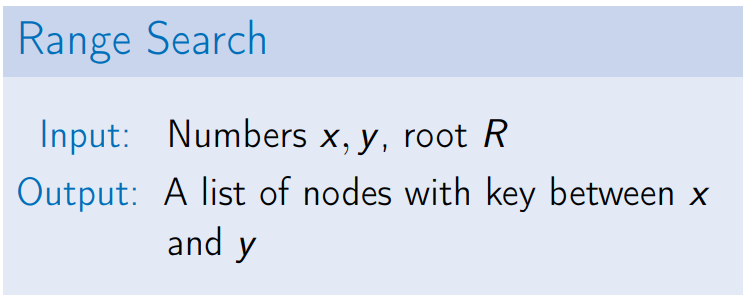 Range Search
Input: Numbers x, y, root R
Output: A list of nodes with key between x
and y